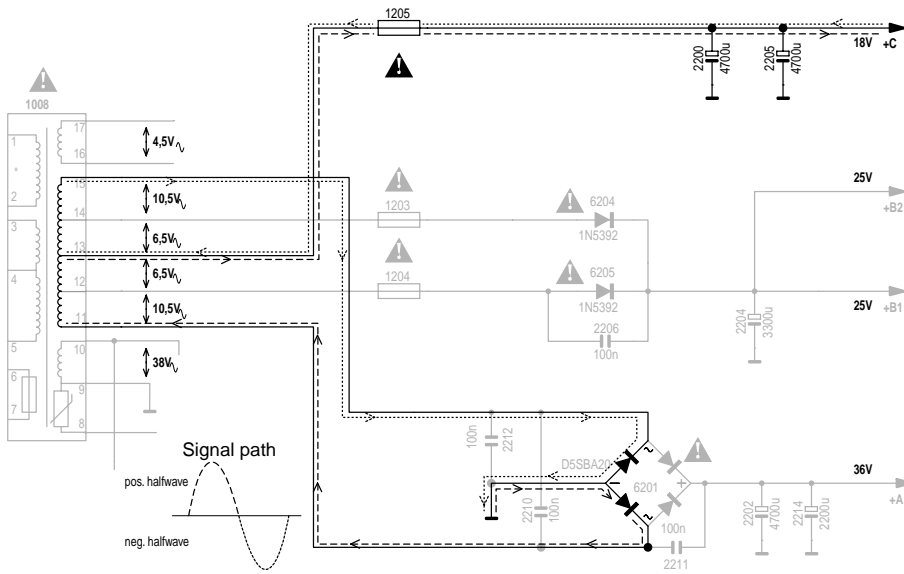 1205
18V +C
2200
4700u
2205
4700u
1008
17
4,5V
16
1
2
15
10,5V
14
25V
+B2
1203
6204
1N5392
3
6,5V
13
4
6,5V
12
1204
6205
1N5392
25V
+B1
10,5V
11
2206
100n
2204
3300u
5
10
38V
6
9
7
8
Signal path
pos. halfwave
neg. halfwave
100n
2212
D5SBA20
~
6201
+
−
~
36V
+A
2210
100n
100n
2211
2202
4700u
2214
2200u